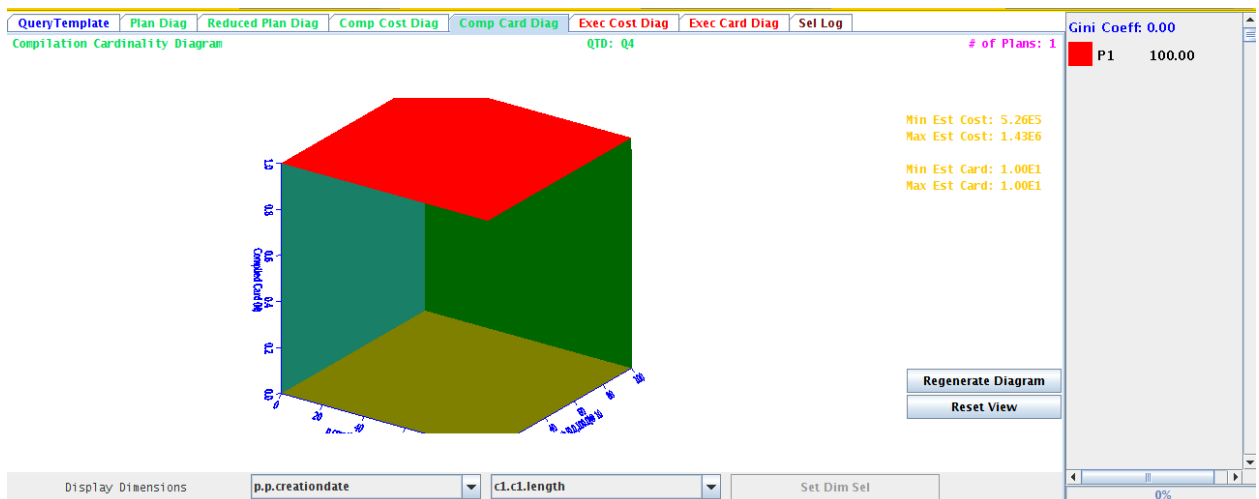 QueryTemplate Plan Diag Reduced Plan Diag Comp Cost Diag Comp Card Diag Exec Cost Diag Exec Card Diag Sel Log
Compilation Cardinality Diagram QTD: Q4 # of Plans: 1
Gini Coeff: 0.00
P1 100.00
Min Est Cost: 5.26E5
Max Est Cost: 1.43E6
Min Est Card: 1.00E1
Max Est Card: 1.00E1
1.0
0.8
0.6
0.4
0.2
0.0
0
20
100
Regenerate Diagram
Reset View
Display Dimensions p.p.creationdate c1.c1.length Set Dim Sel
0%